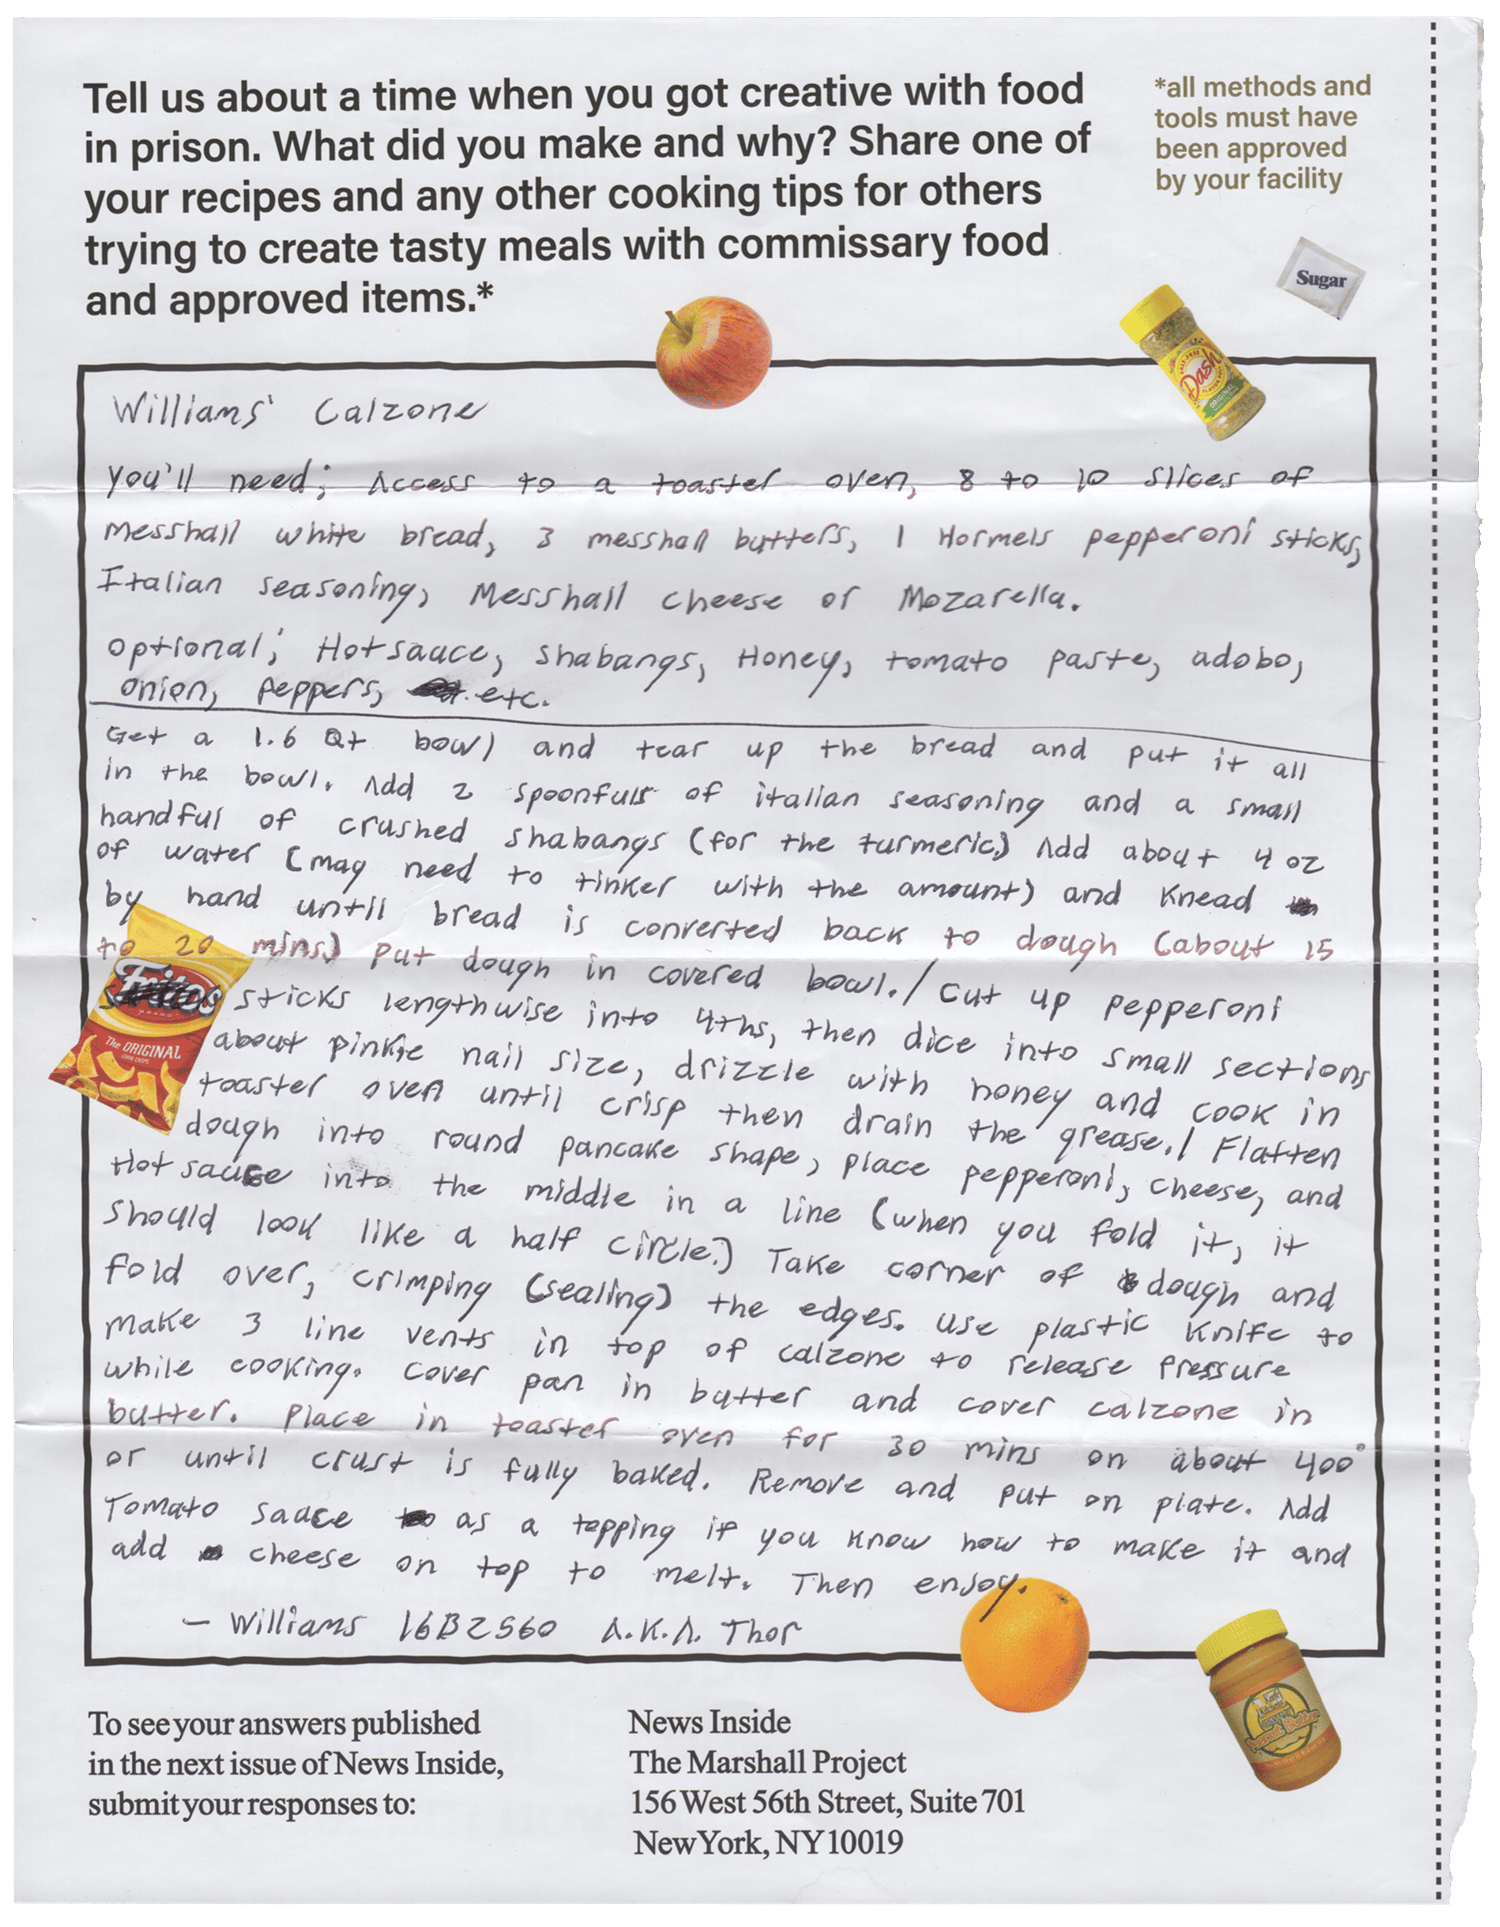 Tell us about a time when you got creative with food
in prison. What did you make and why? Share one of
your recipes and any other cooking tips for others
trying to create tasty meals with commissary food
and approved items.*
*all methods and
tools must have
been approved
by your facility
Sugar
Dash
ORIGINAL
Williams' Calzone
You'll need; Access to a toaster oven, 8 to 10 slices of
Messhall white bread, 3 messhall butters, 1 Hormels pepperoni sticks,
Italian seasoning, Messhall cheese or Mozarella.
Optional; Hotsauce, shabangs, Honey, tomato paste, adobo,
onion, peppers, etc.
Get a 1.6 Qt bowl and tear up the bread and put it all
in the bowl. Add 2 spoonfuls of italian seasoning and a small
handful of crushed shabangs (for the turmeric.) Add about 4 oz
of water (may need to tinker with the amount) and Knead
by hand until bread is converted back to dough (about 15
to 20 mins.) Put dough in covered bowl./ Cut up pepperoni
sticks lengthwise into 4ths, then dice into small sections
about pinkie nail size, drizzle with honey and cook in
toaster oven until crisp then drain the grease./ Flatten
dough into round pancake shape, place pepperoni, cheese, and
Hot sauce into the middle in a line (when you fold it, it
should look like a half circle.) Take corner of dough and
fold over, crimping (sealing) the edges. Use plastic Knife to
make 3 line vents in top of calzone to release pressure
while cooking. Cover pan in butter and cover calzone in
butter. Place in toaster oven for 30 mins on about 400°
or until crust is fully baked. Remove and put on plate. Add
Tomato sauce as a topping if you know how to make it and
add cheese on top to melt. Then enjoy.
- Williams 16B2560 A.K.A. Thor
Fritos
BRAND
The ORIGINAL
CORN CHIPS
Peanut Butter
To see your answers published
in the next issue of News Inside,
submit your responses to:
News Inside
The Marshall Project
156 West 56th Street, Suite 701
New York, NY 10019